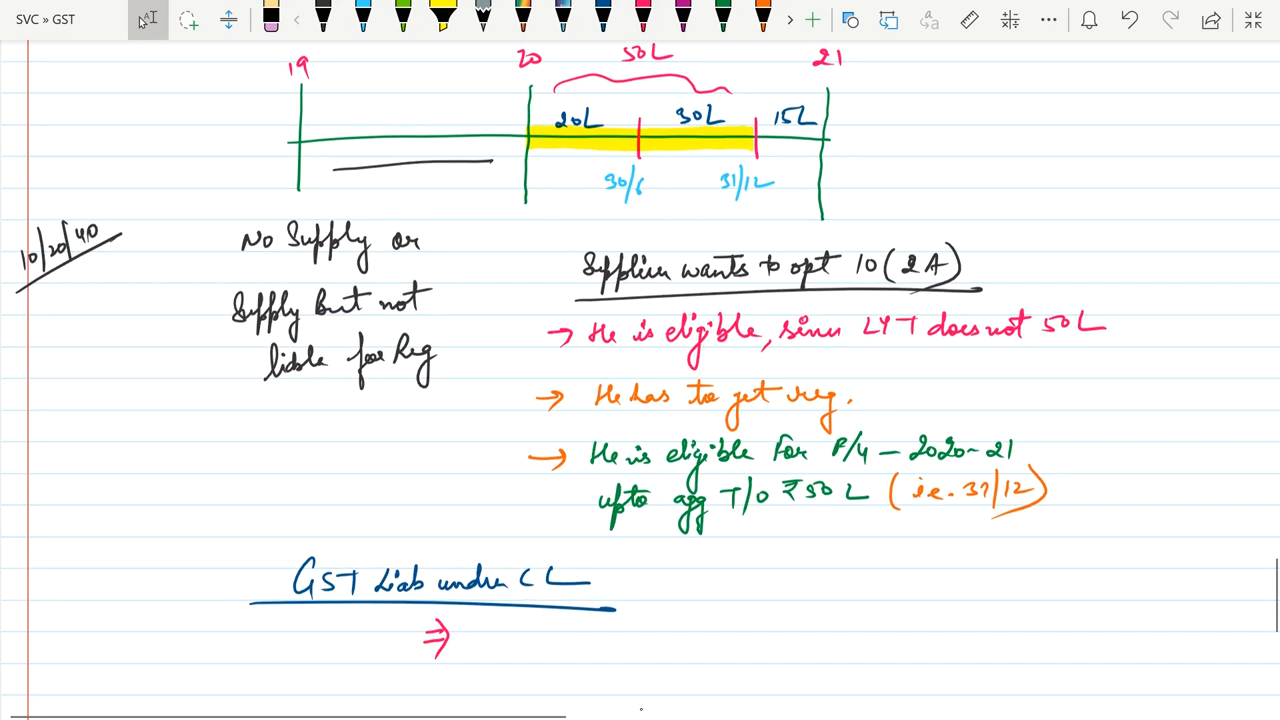 SVC » GST
19 20 50L 21
20L 30L 15L
30/6 31/12
10/20/40
No Supply or
Supply But not
liable for Reg
Supplier wants to opt 10(2A)
→ He is eligible, since LYT does not 50L
→ He has to get reg.
→ He is eligible For F/Y - 2020-21
upto agg T/O ₹50 L (i.e. 31/12)
GST Liab under CL
⇒